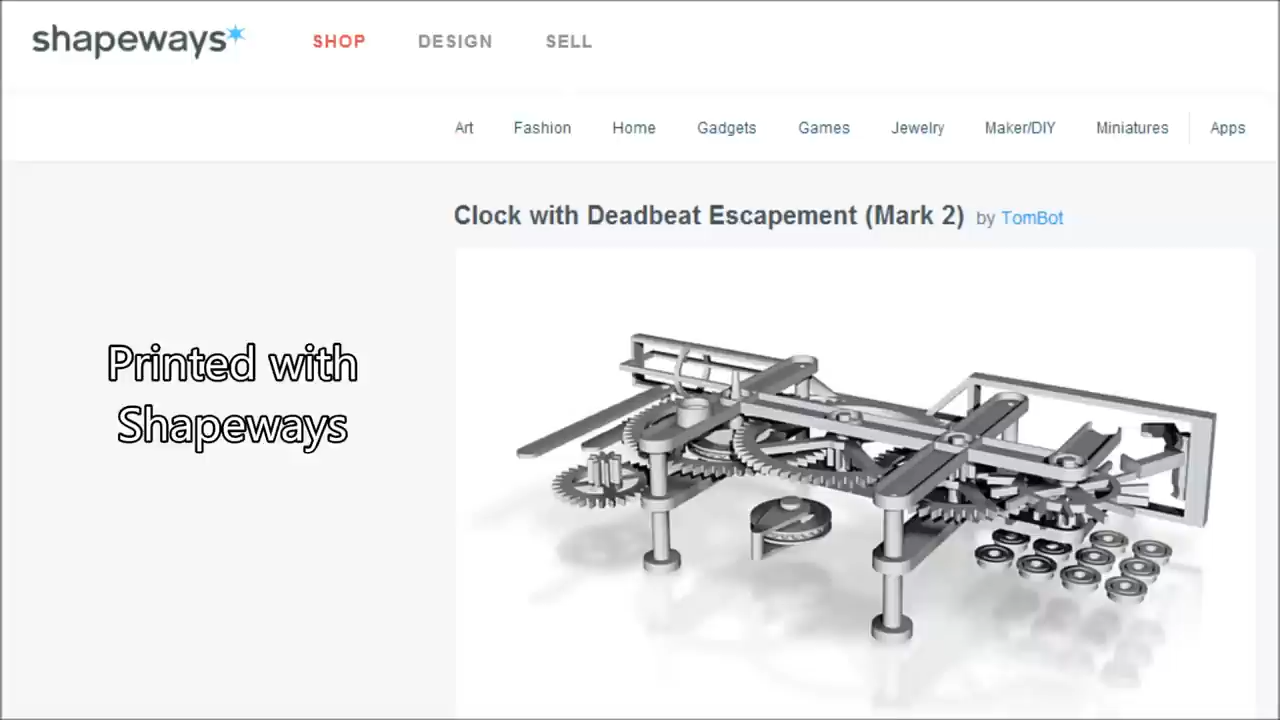 shapeways*
SHOP DESIGN SELL
Art Fashion Home Gadgets Games Jewelry Maker/DIY Miniatures Apps
Clock with Deadbeat Escapement (Mark 2) by TomBot
Printed with
Shapeways